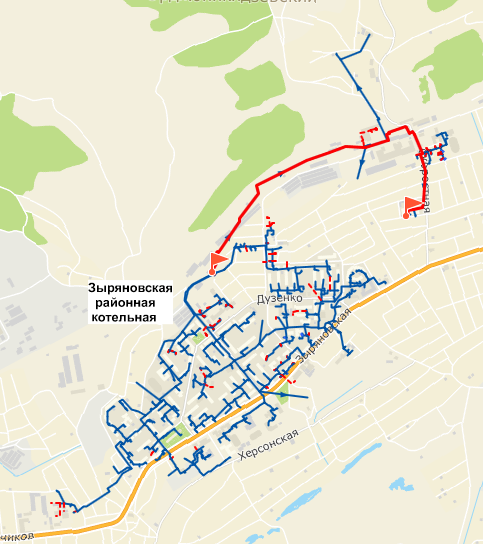 Зыряновская
районная
котельная
Дузенко
Зыряновская
Херсонская